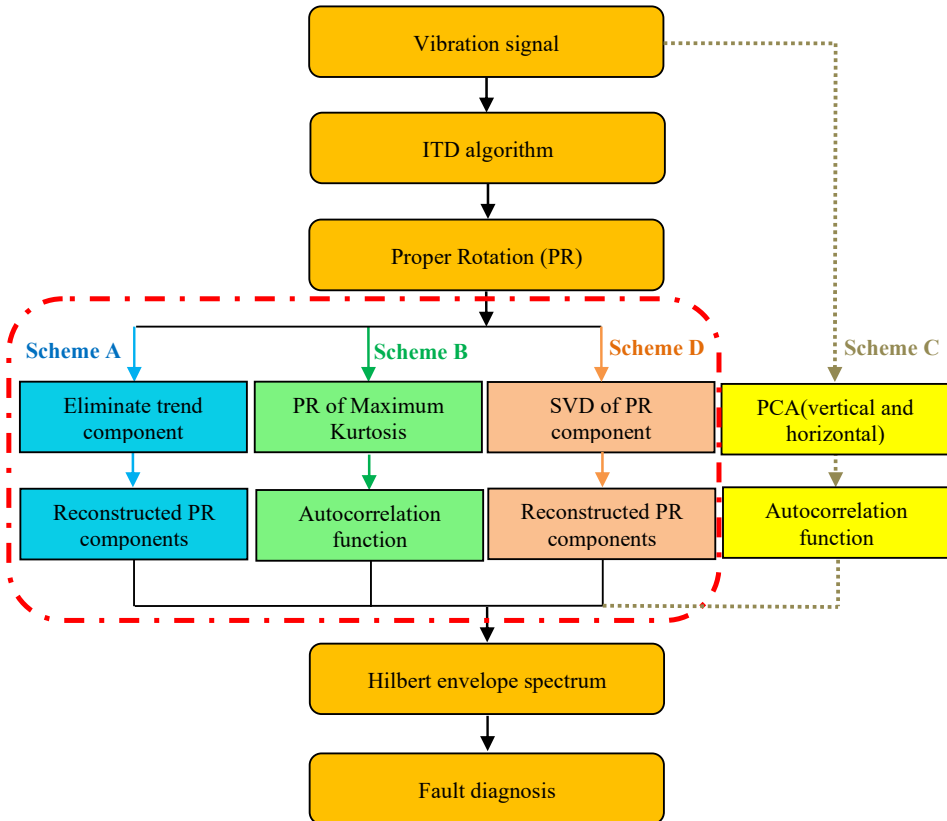 Vibration signal
ITD algorithm
Proper Rotation (PR)
Scheme A
Scheme B
Scheme D
Scheme C
Eliminate trend
component
PR of Maximum
Kurtosis
SVD of PR
component
PCA(vertical and
horizontal)
Reconstructed PR
components
Autocorrelation
function
Reconstructed PR
components
Autocorrelation
function
Hilbert envelope spectrum
Fault diagnosis